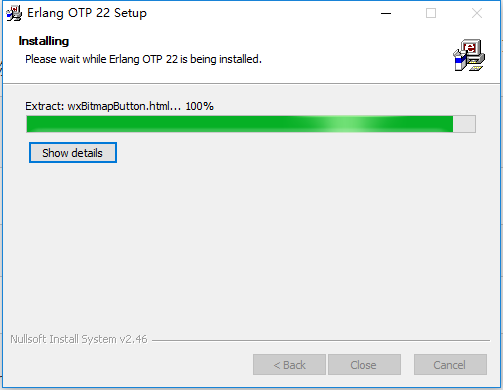 Erlang OTP 22 Setup
Installing
Please wait while Erlang OTP 22 is being installed.
Extract: wxBitmapButton.html... 100%
Show details
Nullsoft Install System v2.46
< Back
Close
Cancel